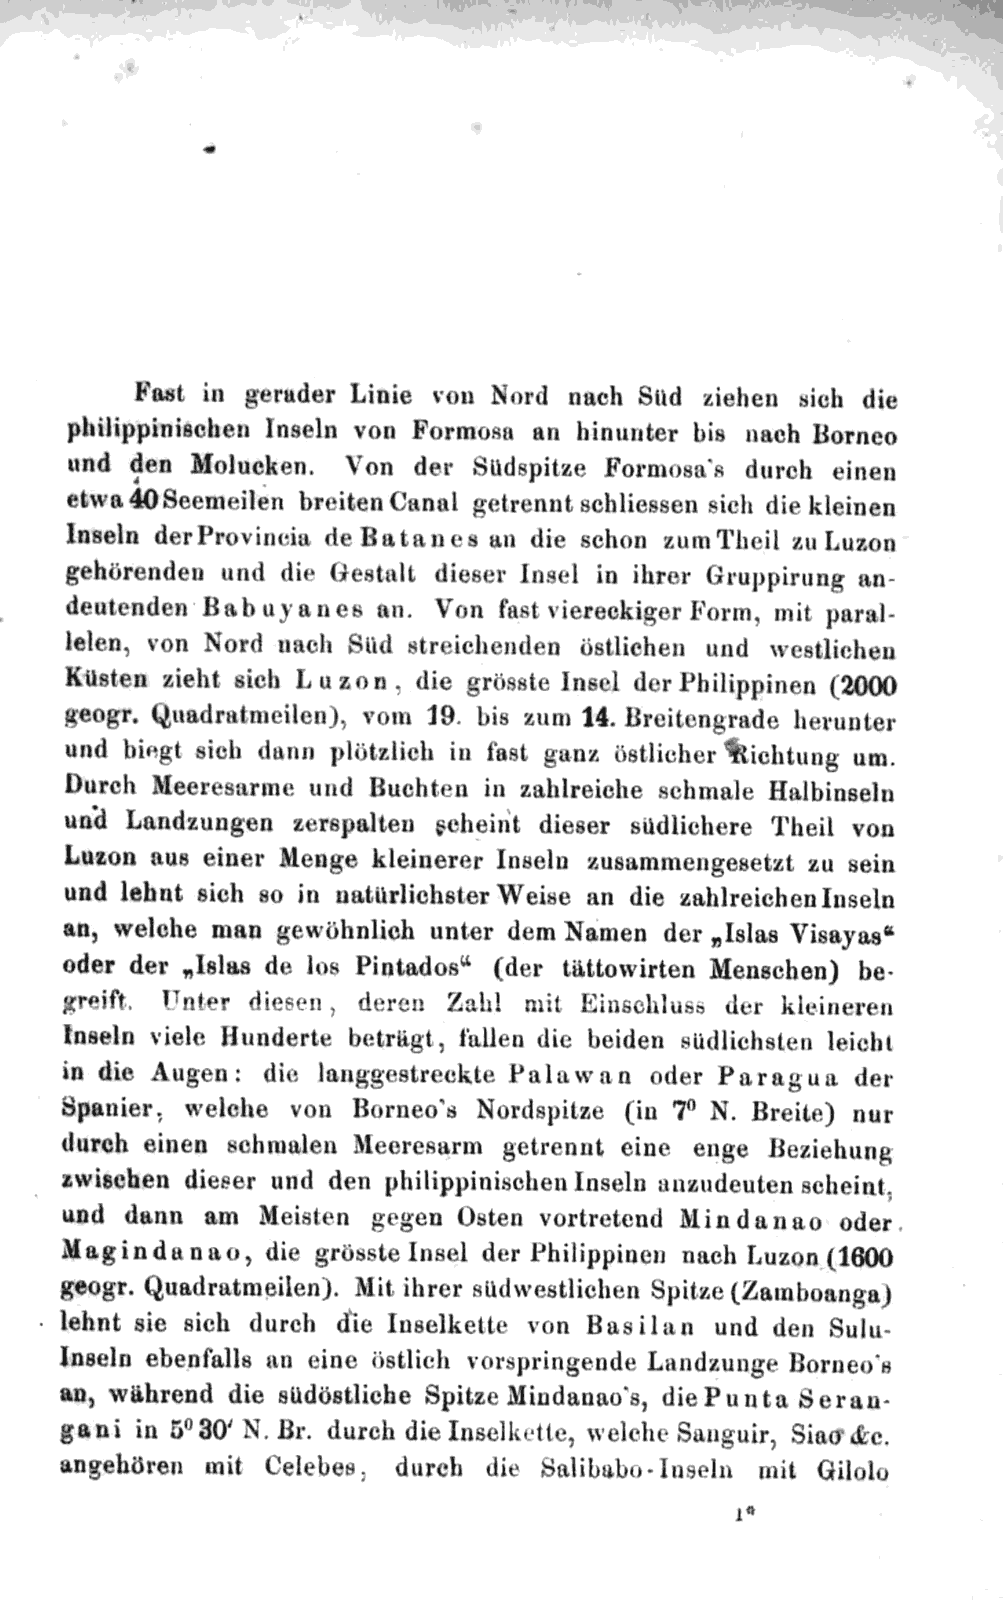 Fast in gerader Linie von Nord nach Süd ziehen sich die
philippinischen Inseln von Formosa an hinunter bis nach Borneo
und den Molucken. Von der Südspitze Formosa's durch einen
etwa 40 Seemeilen breiten Canal getrennt schliessen sich die kleinen
Inseln der Provincia de Batanes an die schon zum Theil zu Luzon
gehörenden und die Gestalt dieser Insel in ihrer Gruppirung an-
deutenden Babuyanes an. Von fast viereckiger Form, mit paral-
lelen, von Nord nach Süd streichenden östlichen und westlichen
Küsten zieht sich Luzon, die grösste Insel der Philippinen (2000
geogr. Quadratmeilen), vom 19. bis zum 14. Breitengrade herunter
und biegt sich dann plötzlich in fast ganz östlicher Richtung um.
Durch Meeresarme und Buchten in zahlreiche schmale Halbinseln
und Landzungen zerspalten scheint dieser südlichere Theil von
Luzon aus einer Menge kleinerer Inseln zusammengesetzt zu sein
und lehnt sich so in natürlichster Weise an die zahlreichen Inseln
an, welche man gewöhnlich unter dem Namen der „Islas Visayas“
oder der „Islas de los Pintados“ (der tättowirten Menschen) be-
greift. Unter diesen, deren Zahl mit Einschluss der kleineren
Inseln viele Hunderte beträgt, fallen die beiden südlichsten leicht
in die Augen: die langgestreckte Palawan oder Paragua der
Spanier, welche von Borneo's Nordspitze (in 7⁰ N. Breite) nur
durch einen schmalen Meeresarm getrennt eine enge Beziehung
zwischen dieser und den philippinischen Inseln anzudeuten scheint,
und dann am Meisten gegen Osten vortretend Mindanao oder
Magindanao, die grösste Insel der Philippinen nach Luzon (1600
geogr. Quadratmeilen). Mit ihrer südwestlichen Spitze (Zamboanga)
lehnt sie sich durch die Inselkette von Basilan und den Sulu-
Inseln ebenfalls an eine östlich vorspringende Landzunge Borneo's
an, während die südöstliche Spitze Mindanao's, die Punta Seran-
gani in 5⁰ 30′ N. Br. durch die Inselkette, welche Sanguir, Siao &c.
angehören mit Celebes, durch die Salibabo-Inseln mit Gilolo
1*